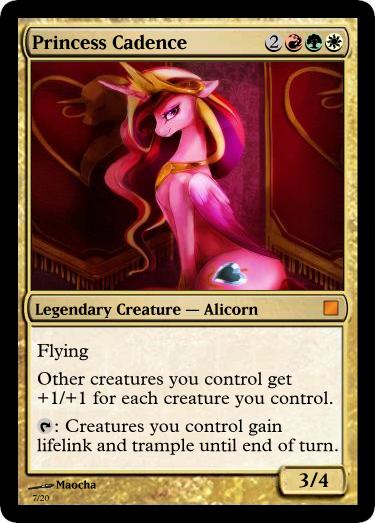 Princess Cadence 2
Legendary Creature — Alicorn
Flying
Other creatures you control get
+1/+1 for each creature you control.
: Creatures you control gain
lifelink and trample until end of turn.
3/4
Maocha
7/20